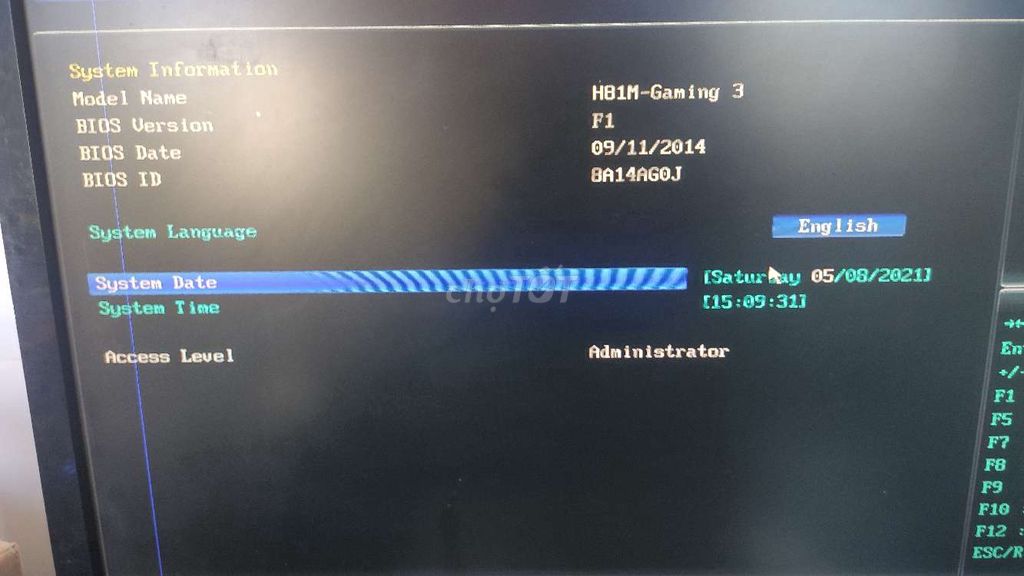 System Information
Model Name H81M-Gaming 3
BIOS Version F1
BIOS Date 09/11/2014
BIOS ID 8A14AG0J
System Language English
System Date [Saturday 05/08/2021]
System Time [15:09:31]
chợTỐT
Access Level Administrator
+/-
F1
F5
F7
F8
F9
F10 :
F12 :